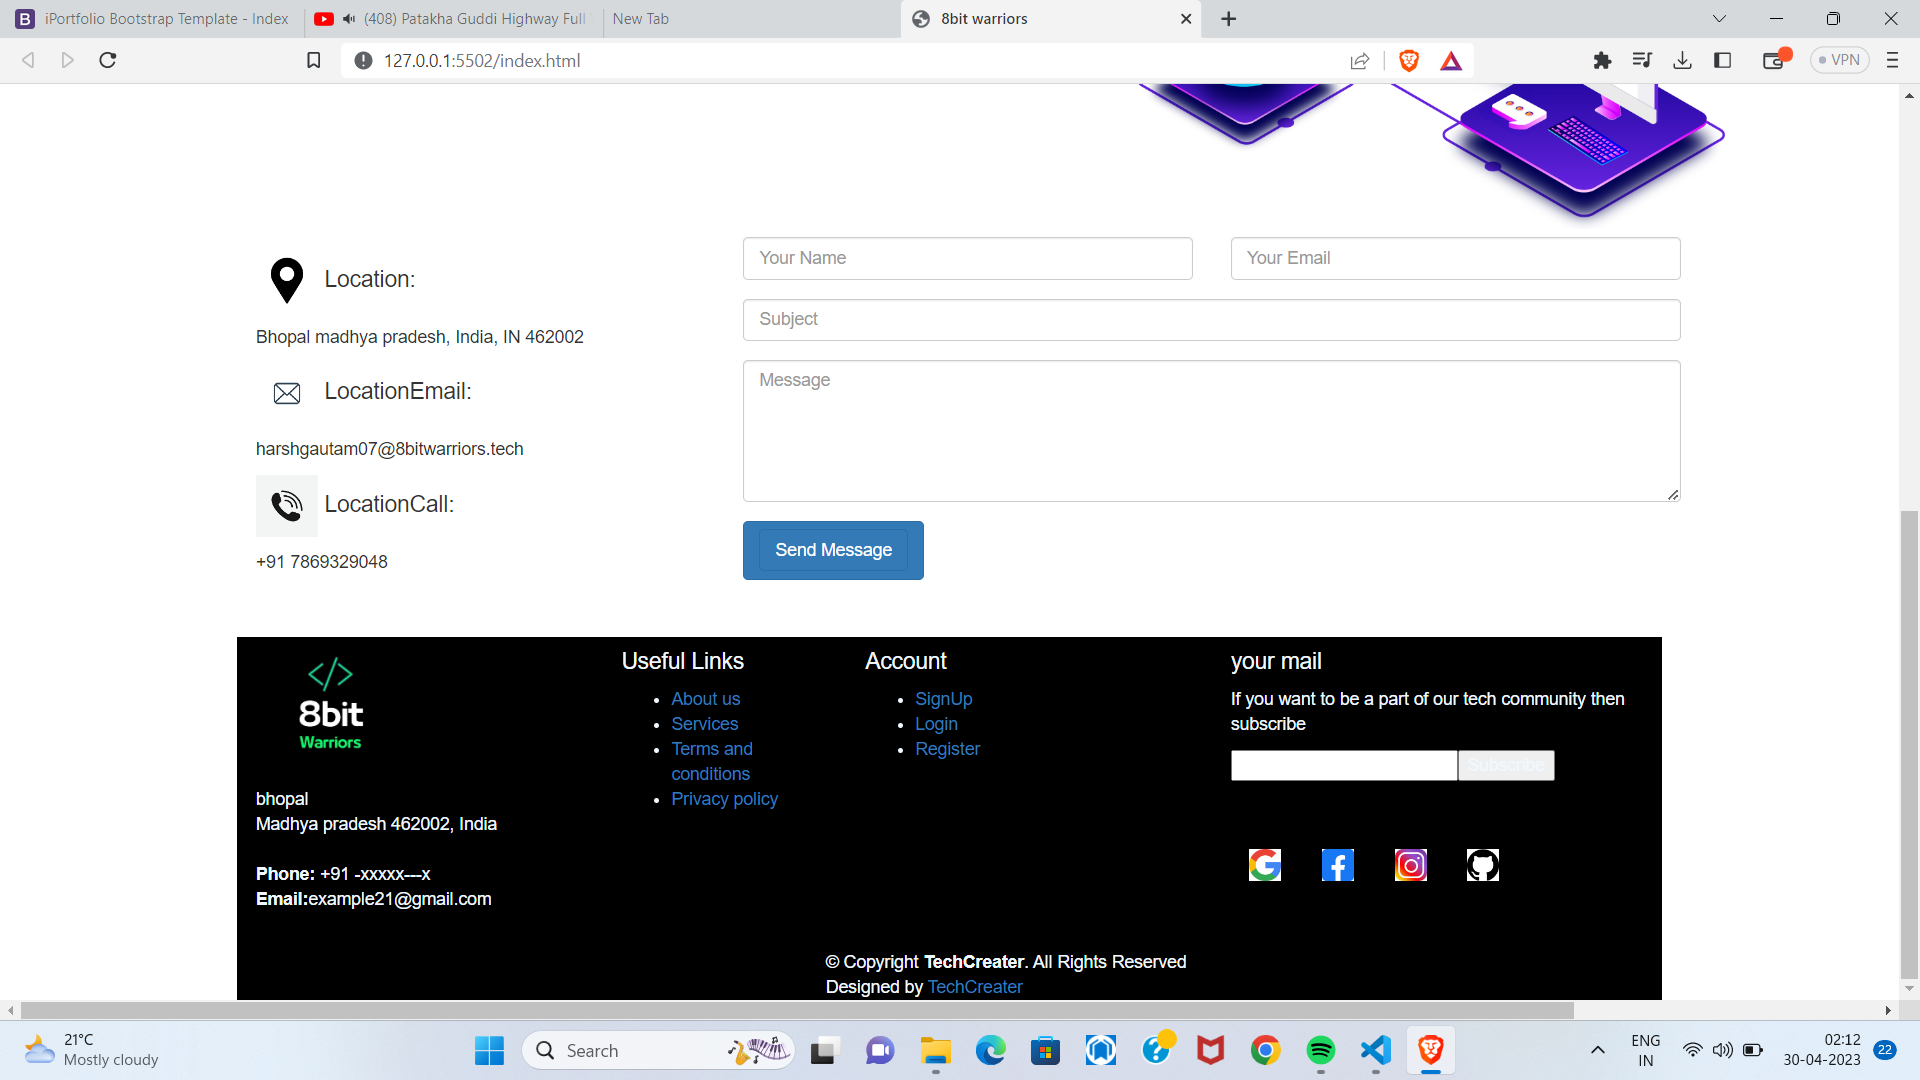 iPortfolio Bootstrap Template - Index
(408) Patakha Guddi Highway Full
New Tab
8bit warriors
127.0.0.1:5502/index.html
VPN
Location:
Bhopal madhya pradesh, India, IN 462002
LocationEmail:
harshgautam07@8bitwarriors.tech
LocationCall:
+91 7869329048
Your Name
Your Email
Subject
Message
Send Message
</>
8bit
Warriors
bhopal
Madhya pradesh 462002, India
Phone: +91 -xxxxx---x
Email:example21@gmail.com
Useful Links
About us
Services
Terms and
conditions
Privacy policy
Account
SignUp
Login
Register
your mail
If you want to be a part of our tech community then
subscribe
Subscribe
© Copyright TechCreater. All Rights Reserved
Designed by TechCreater
21°C
Mostly cloudy
Search
ENG
IN
02:12
30-04-2023
22